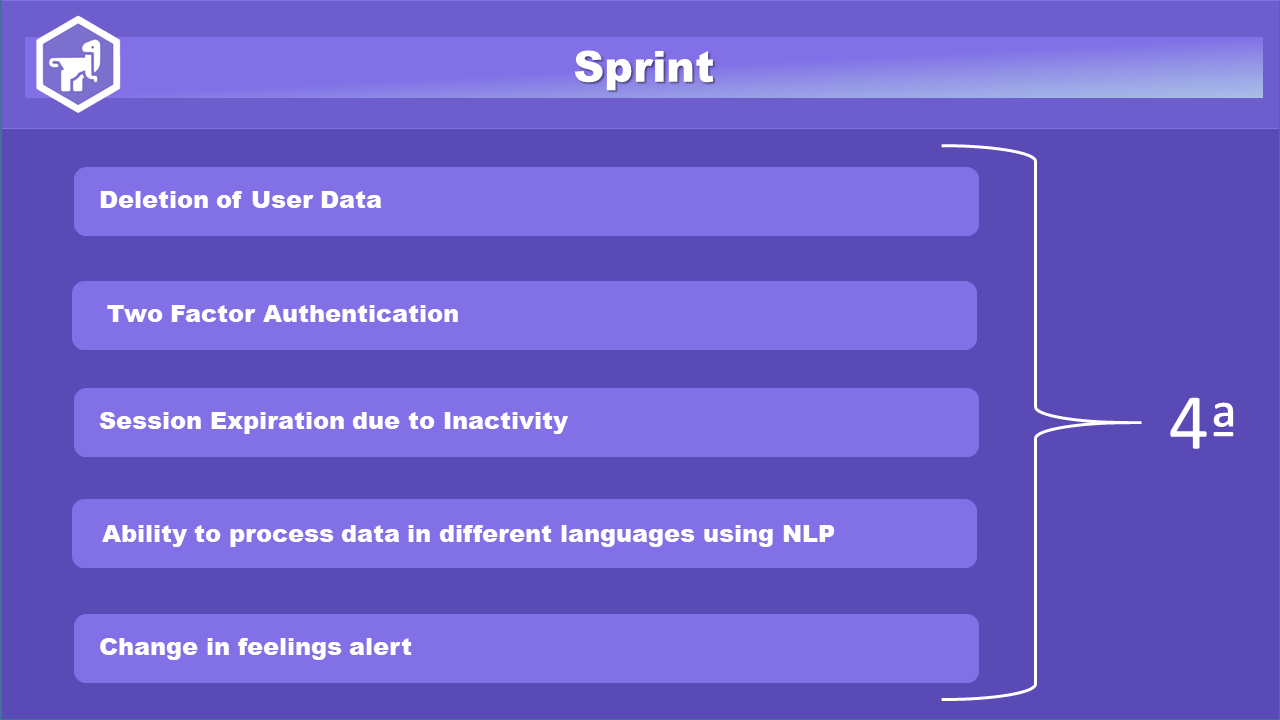 Sprint
Deletion of User Data
Two Factor Authentication
Session Expiration due to Inactivity
Ability to process data in different languages using NLP
Change in feelings alert
4ª